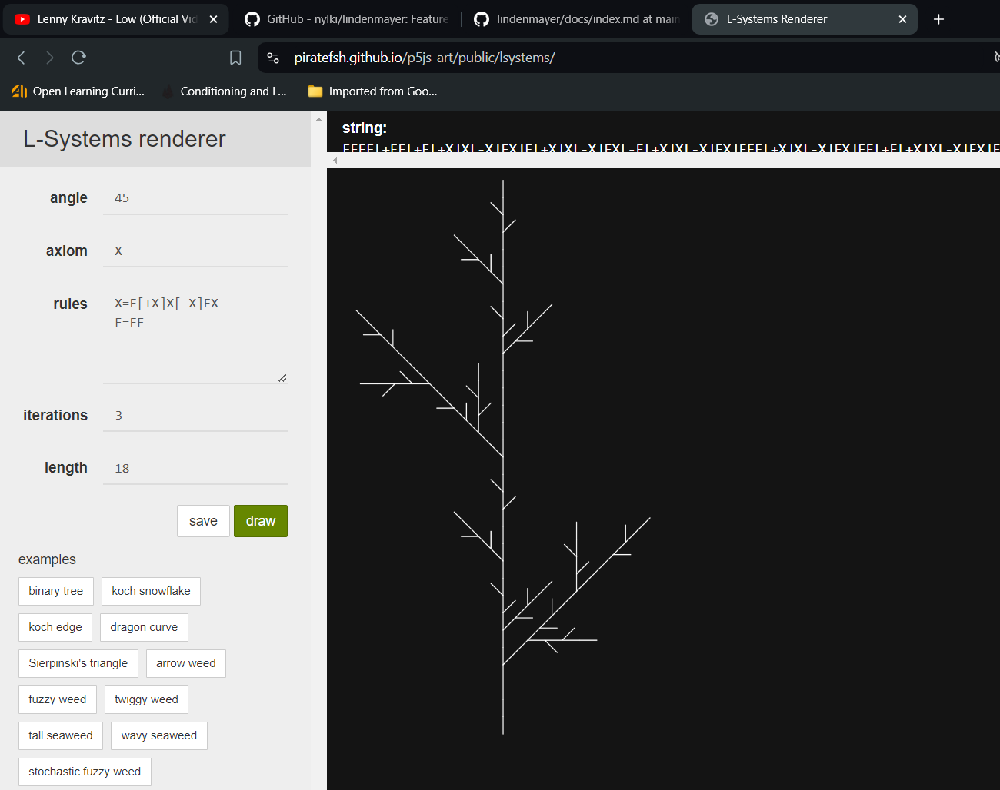 Lenny Kravitz - Low (Official Vid
GitHub - nylki/lindenmayer: Feature
lindenmayer/docs/index.md at main
L-Systems Renderer
piratefsh.github.io/p5js-art/public/lsystems/
Open Learning Curri...
Conditioning and L...
Imported from Goo...
L-Systems renderer
string:
FFFF[+FF[+F[+X]X[-X]FX]F[+X]X[-X]FX[-F[+X]X[-X]FX]FFF[+X]X[-X]FX]FF[+F[+X]X[-X]FX]F
angle
45
axiom
X
rules
X=F[+X]X[-X]FX
F=FF
iterations
3
length
18
save
draw
examples
binary tree
koch snowflake
koch edge
dragon curve
Sierpinski's triangle
arrow weed
fuzzy weed
twiggy weed
tall seaweed
wavy seaweed
stochastic fuzzy weed